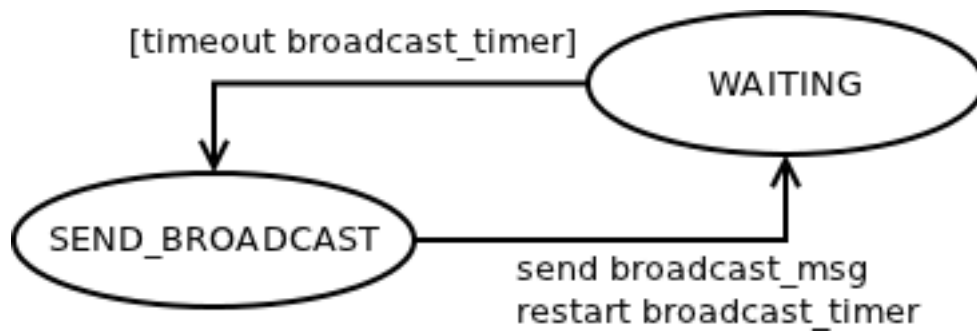 [timeout broadcast_timer]
WAITING
SEND_BROADCAST
send broadcast_msg
restart broadcast_timer